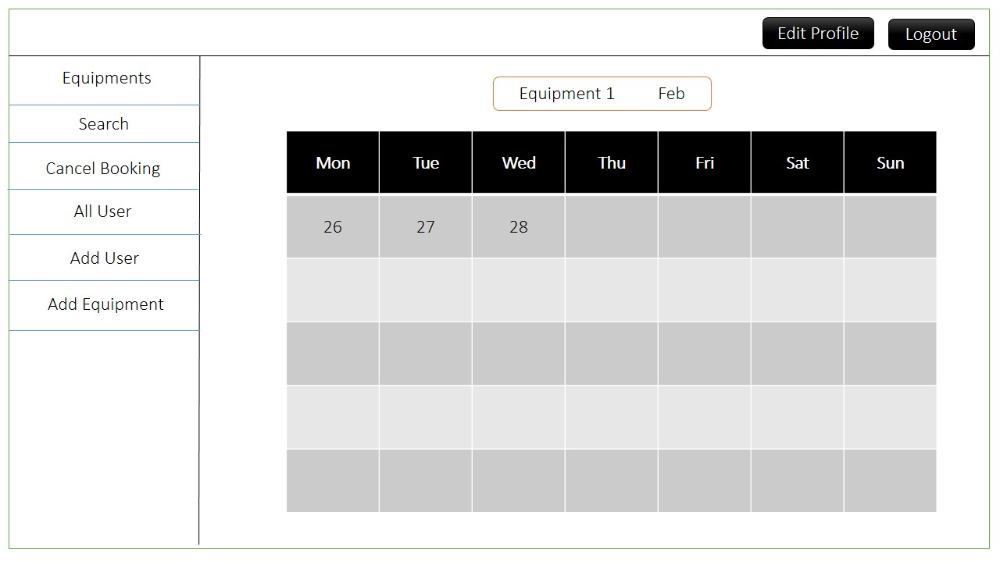 Edit Profile Logout
Equipments
Search
Cancel Booking
All User
Add User
Add Equipment
Equipment 1 Feb
Mon Tue Wed Thu Fri Sat Sun
26 27 28